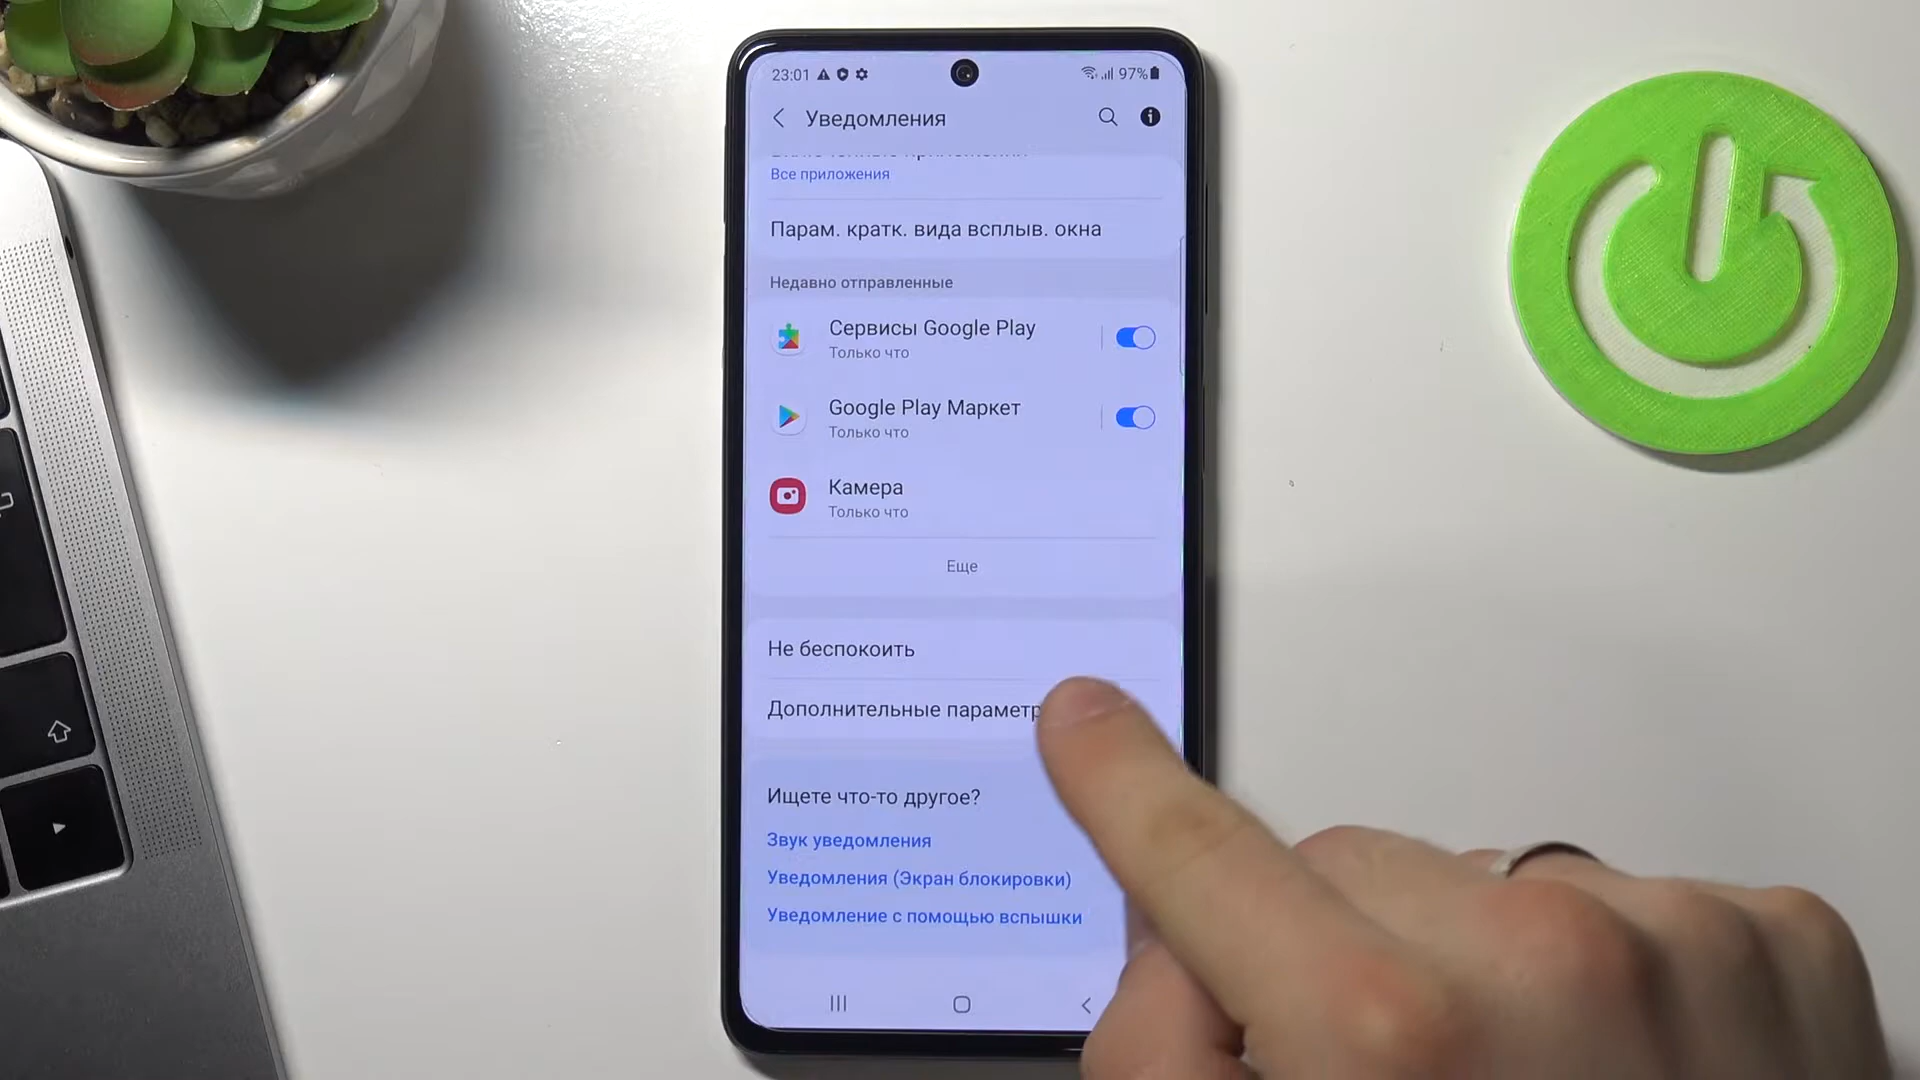 23:01
97%
Уведомления
Все приложения
Парам. кратк. вида всплыв. окна
Недавно отправленные
Сервисы Google Play
Только что
Google Play Маркет
Только что
Камера
Только что
Еще
Не беспокоить
Дополнительные параметр
Ищете что-то другое?
Звук уведомления
Уведомления (Экран блокировки)
Уведомление с помощью вспышки